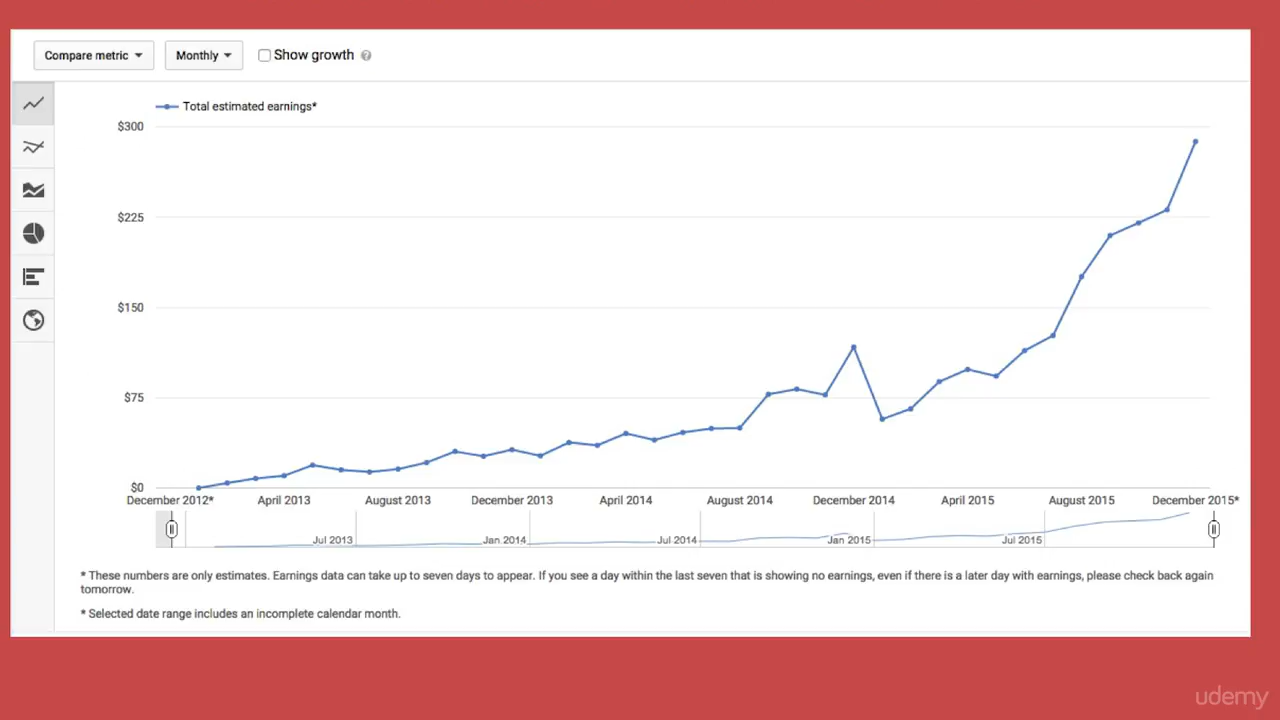 Compare metric Monthly Show growth ?
Total estimated earnings*
$300
$225
$150
$75
$0
December 2012* April 2013 August 2013 December 2013 April 2014 August 2014 December 2014 April 2015 August 2015 December 2015*
Jul 2013 Jan 2014 Jul 2014 Jan 2015 Jul 2015
* These numbers are only estimates. Earnings data can take up to seven days to appear. If you see a day within the last seven that is showing no earnings, even if there is a later day with earnings, please check back again
tomorrow.
* Selected date range includes an incomplete calendar month.
udemy